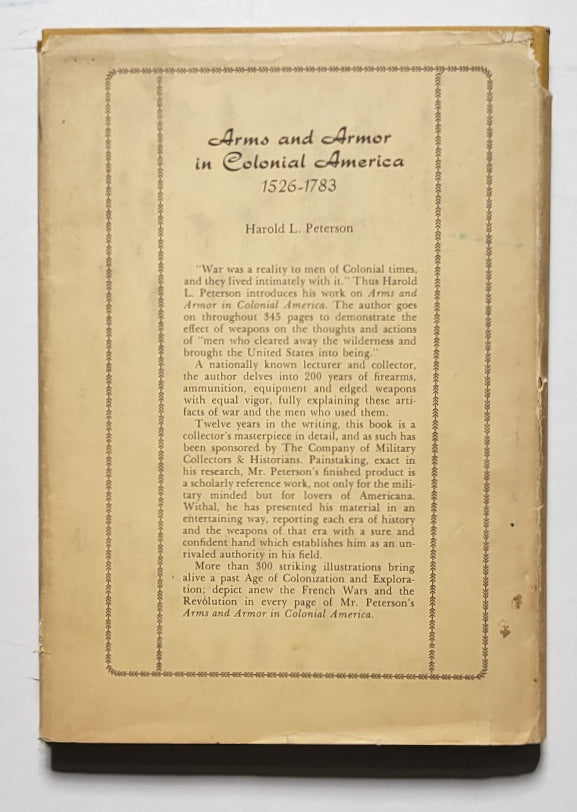 Arms and Armor
in Colonial America
1526-1783
Harold L. Peterson
"War was a reality to men of Colonial times,
and they lived intimately with it." Thus Harold
L. Peterson introduces his work on Arms and
Armor in Colonial America. The author goes
on throughout 345 pages to demonstrate the
effect of weapons on the thoughts and actions
of "men who cleared away the wilderness and
brought the United States into being."
A nationally known lecturer and collector,
the author delves into 200 years of firearms,
ammunition, equipment and edged weapons
with equal vigor, fully explaining these arti-
facts of war and the men who used them.
Twelve years in the writing, this book is a
collector's masterpiece in detail, and as such has
been sponsored by The Company of Military
Collectors & Historians. Painstaking, exact in
his research, Mr. Peterson's finished product is
a scholarly reference work, not only for the mili-
tary minded but for lovers of Americana.
Withal, he has presented his material in an
entertaining way, reporting each era of history
and the weapons of that era with a sure and
confident hand which establishes him as an un-
rivaled authority in his field.
More than 300 striking illustrations bring
alive a past Age of Colonization and Explora-
tion; depict anew the French Wars and the
Revolution in every page of Mr. Peterson's
Arms and Armor in Colonial America.